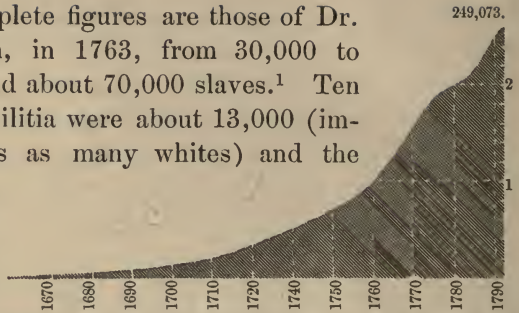 plete figures are those of Dr.
, in 1763, from 30,000 to
d about 70,000 slaves.¹ Ten
ilitia were about 13,000 (im-
s as many whites) and the
249,073.
2
1
1670 1680 1690 1700 1710 1720 1730 1740 1750 1760 1770 1780 1790